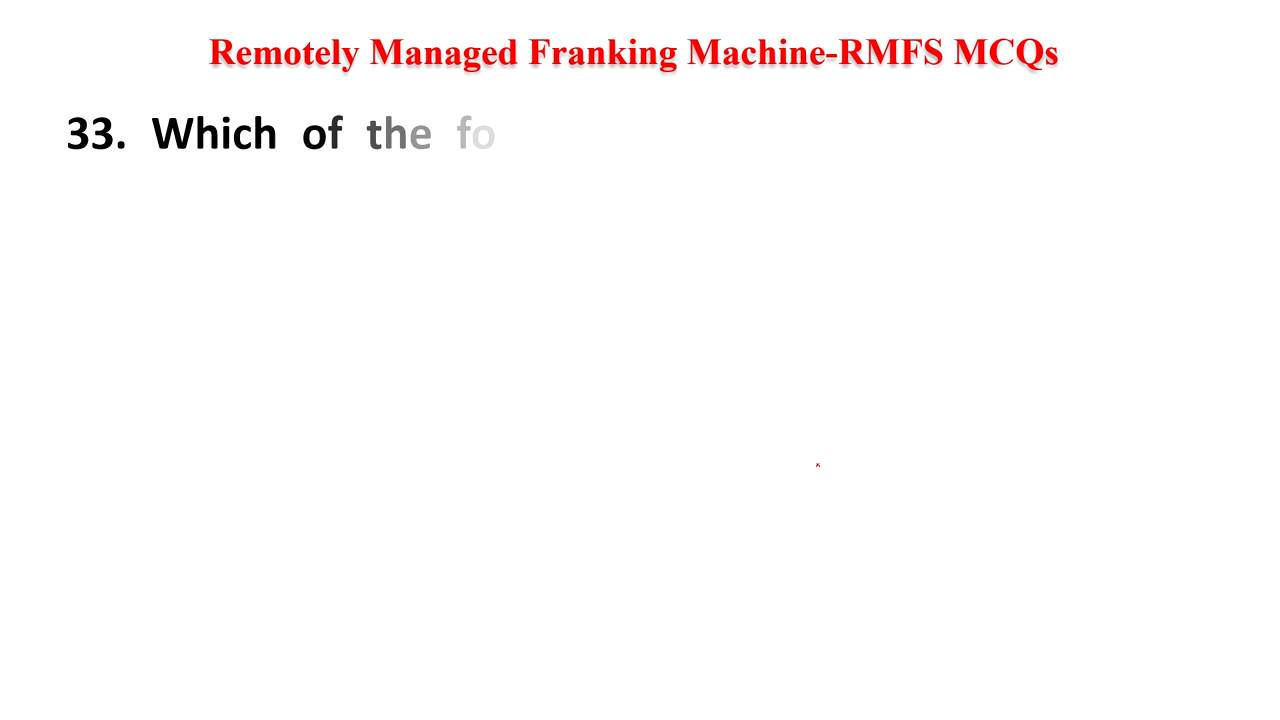 Remotely Managed Franking Machine-RMFS MCQs
33. Which of the fo